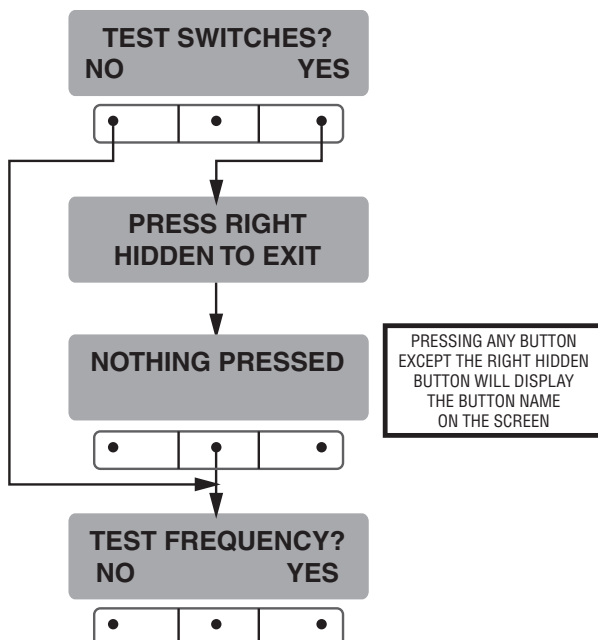 TEST SWITCHES?
NO YES
PRESS RIGHT
HIDDEN TO EXIT
NOTHING PRESSED
PRESSING ANY BUTTON
EXCEPT THE RIGHT HIDDEN
BUTTON WILL DISPLAY
THE BUTTON NAME
ON THE SCREEN
TEST FREQUENCY?
NO YES